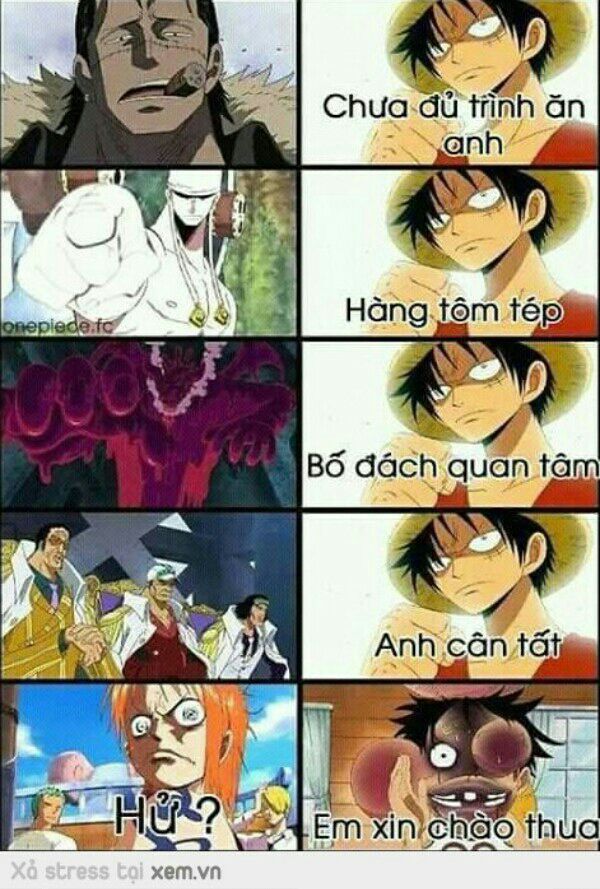 Chưa đủ trình ăn
anh
onepiece.fc
Hàng tôm tép
Bố đách quan tâm
Anh cân tất
Hử ?
Em xin chào thua
Xả stress tại xem.vn